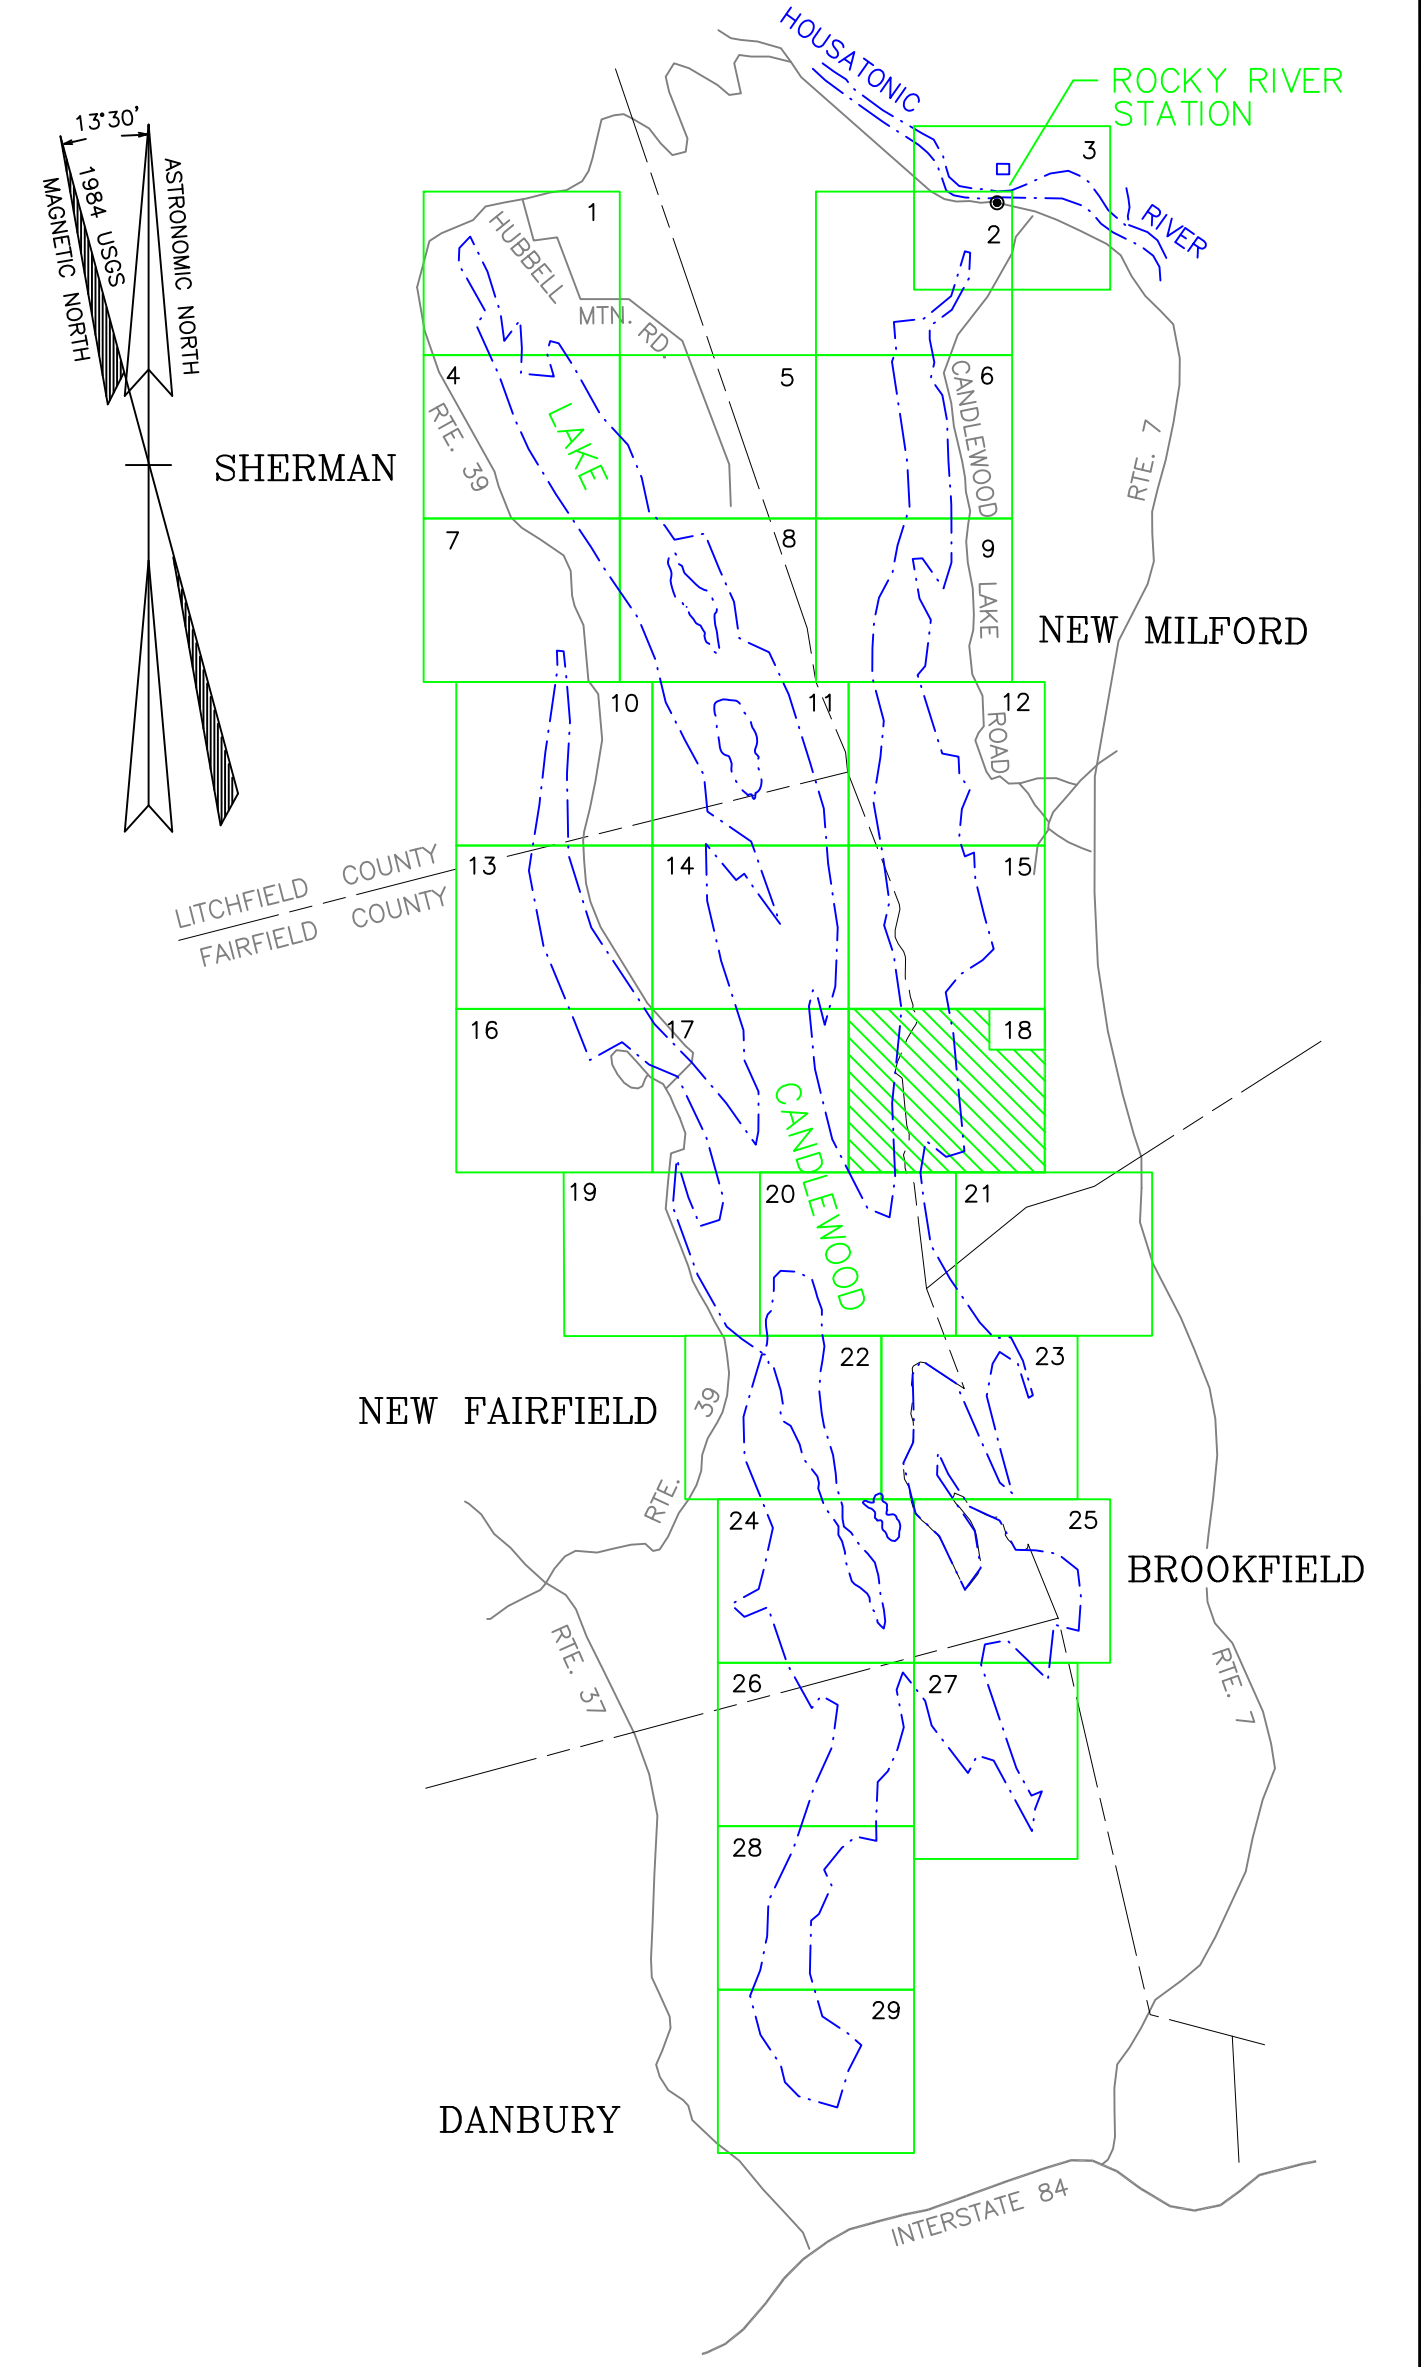 HOUSATONIC
ROCKY RIVER
STATION
13°30'
ASTRONOMIC NORTH
1984 USGS
MAGNETIC NORTH
3
1
2
RIVER
HUBBELL
MTN. RD.
4
5
6
LAKE
RTE. 39
CANDLEWOOD
RTE. 7
SHERMAN
7
8
9
LAKE
NEW MILFORD
10
11
12
ROAD
LITCHFIELD COUNTY
FAIRFIELD COUNTY
13
14
15
16
17
18
CANDLEWOOD
19
20
21
22
23
NEW FAIRFIELD
RTE. 39
24
25
BROOKFIELD
RTE. 37
26
27
RTE. 7
28
29
DANBURY
INTERSTATE 84